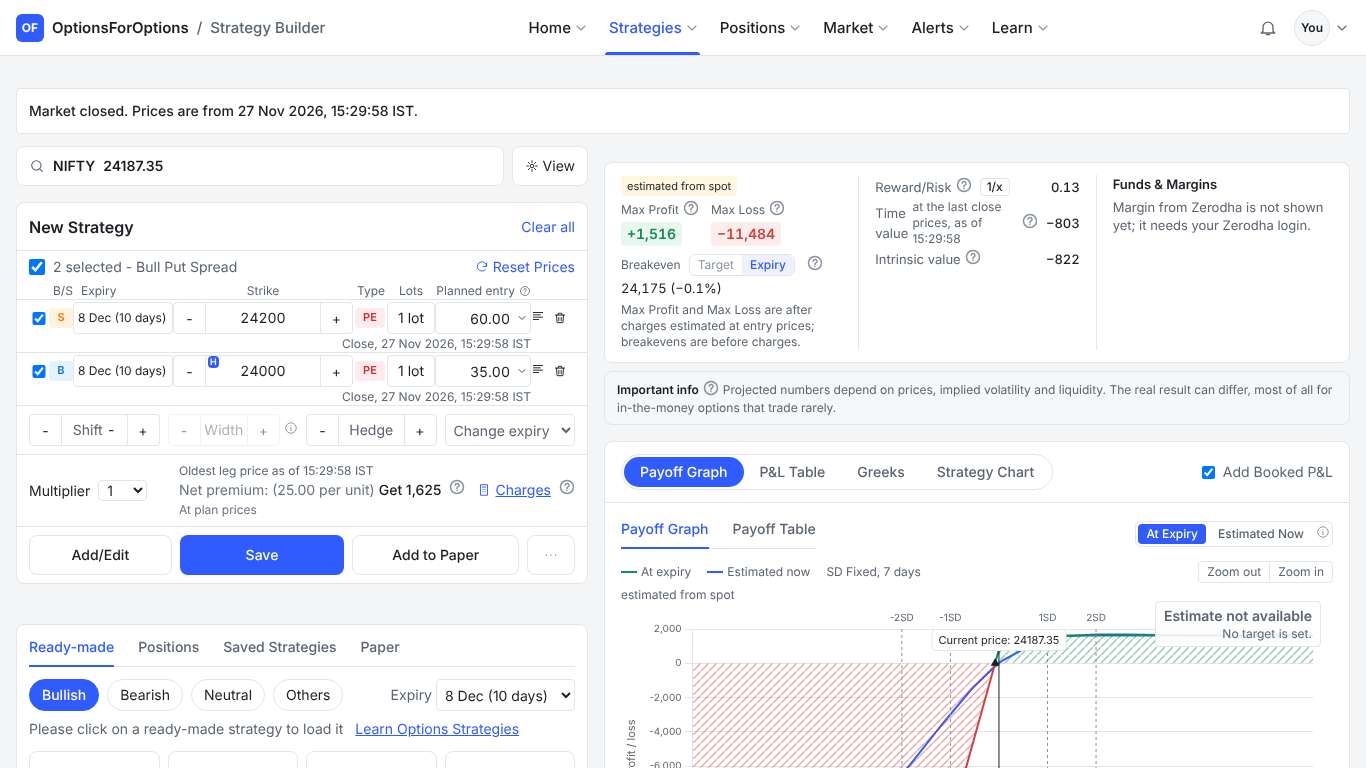 OF OptionsForOptions / Strategy Builder Home Strategies Positions Market Alerts Learn You
Market closed. Prices are from 27 Nov 2026, 15:29:58 IST.
NIFTY 24187.35 View
New Strategy Clear all
2 selected - Bull Put Spread Reset Prices
B/S Expiry Strike Type Lots Planned entry
S 8 Dec (10 days) - 24200 + PE 1 lot 60.00
Close, 27 Nov 2026, 15:29:58 IST
B 8 Dec (10 days) - H 24000 + PE 1 lot 35.00
Close, 27 Nov 2026, 15:29:58 IST
- Shift - + - Width + - Hedge + Change expiry
Oldest leg price as of 15:29:58 IST
Multiplier 1 Net premium: (25.00 per unit) Get 1,625 Charges
At plan prices
Add/Edit Save Add to Paper ...
Ready-made Positions Saved Strategies Paper
Bullish Bearish Neutral Others Expiry 8 Dec (10 days)
Please click on a ready-made strategy to load it Learn Options Strategies
estimated from spot
Max Profit Max Loss
+1,516 −11,484
Breakeven Target Expiry
24,175 (−0.1%)
Max Profit and Max Loss are after
charges estimated at entry prices;
breakevens are before charges.
Reward/Risk 1/x 0.13
Time value at the last close prices, as of 15:29:58 −803
Intrinsic value −822
Funds & Margins
Margin from Zerodha is not shown
yet; it needs your Zerodha login.
Important info Projected numbers depend on prices, implied volatility and liquidity. The real result can differ, most of all for
in-the-money options that trade rarely.
Payoff Graph P&L Table Greeks Strategy Chart Add Booked P&L
Payoff Graph Payoff Table At Expiry Estimated Now
At expiry Estimated now SD Fixed, 7 days Zoom out Zoom in
estimated from spot
-2SD -1SD 1SD 2SD
Estimate not available
No target is set.
Current price: 24187.35
2,000
0
-2,000
-4,000
-6,000
ofit / loss